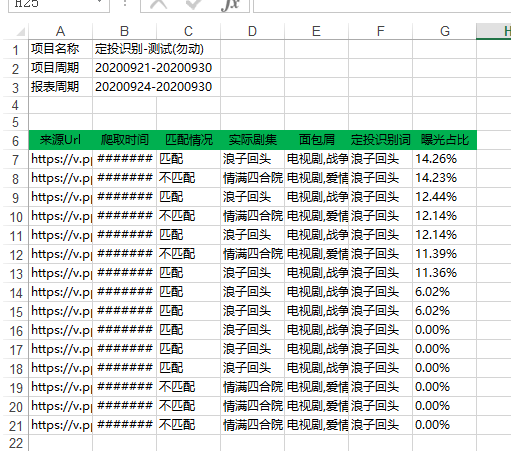 H25 fx
A B C D E F G H
1 项目名称 定投识别-测试(勿动)
2 项目周期 20200921-20200930
3 报表周期 20200924-20200930
4
5
6 来源Url 爬取时间 匹配情况 实际剧集 面包屑 定投识别词 曝光占比
7 https://v.p ####### 匹配 浪子回头 电视剧,战争 浪子回头 14.26%
8 https://v.p ####### 不匹配 情满四合院 电视剧,爱情 浪子回头 14.23%
9 https://v.p ####### 匹配 浪子回头 电视剧,战争 浪子回头 12.44%
10 https://v.p ####### 不匹配 情满四合院 电视剧,爱情 浪子回头 12.14%
11 https://v.p ####### 匹配 浪子回头 电视剧,战争 浪子回头 12.14%
12 https://v.p ####### 不匹配 情满四合院 电视剧,爱情 浪子回头 11.39%
13 https://v.p ####### 匹配 浪子回头 电视剧,战争 浪子回头 11.36%
14 https://v.p ####### 匹配 浪子回头 电视剧,战争 浪子回头 6.02%
15 https://v.p ####### 匹配 浪子回头 电视剧,战争 浪子回头 6.02%
16 https://v.p ####### 匹配 浪子回头 电视剧,战争 浪子回头 0.00%
17 https://v.p ####### 匹配 浪子回头 电视剧,战争 浪子回头 0.00%
18 https://v.p ####### 匹配 浪子回头 电视剧,战争 浪子回头 0.00%
19 https://v.p ####### 不匹配 情满四合院 电视剧,爱情 浪子回头 0.00%
20 https://v.p ####### 不匹配 情满四合院 电视剧,爱情 浪子回头 0.00%
21 https://v.p ####### 不匹配 情满四合院 电视剧,爱情 浪子回头 0.00%
22